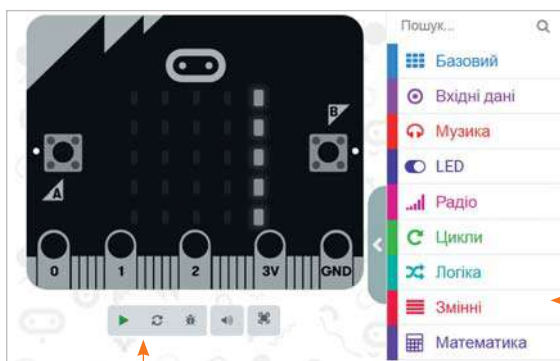 Пошук...
Базовий
Вхідні дані
B
Музика
LED
A
Радіо
Цикли
0 1 2 3V GND
Логіка
Змінні
Математика